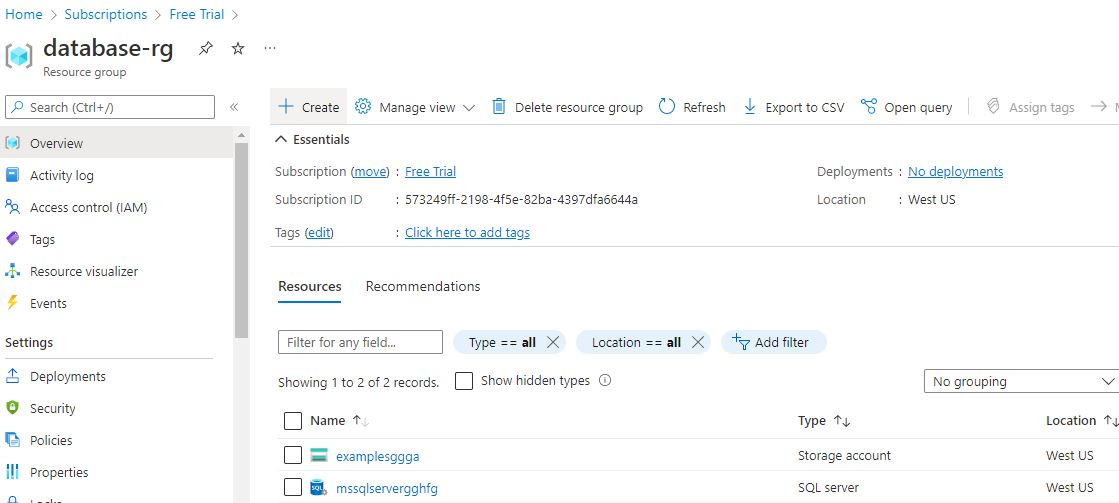 Home > Subscriptions > Free Trial >
database-rg ...
Resource group
Search (Ctrl+/) «
Create Manage view Delete resource group Refresh Export to CSV Open query Assign tags
Overview
Activity log
Access control (IAM)
Tags
Resource visualizer
Events
Settings
Deployments
Security
Policies
Properties
Essentials
Subscription (move) : Free Trial
Deployments : No deployments
Subscription ID : 573249ff-2198-4f5e-82ba-4397dfa6644a
Location : West US
Tags (edit) : Click here to add tags
Resources Recommendations
Filter for any field... Type == all Location == all Add filter
Showing 1 to 2 of 2 records. Show hidden types No grouping
Name Type Location
examplesggga Storage account West US
mssqlservergghfg SQL server West US